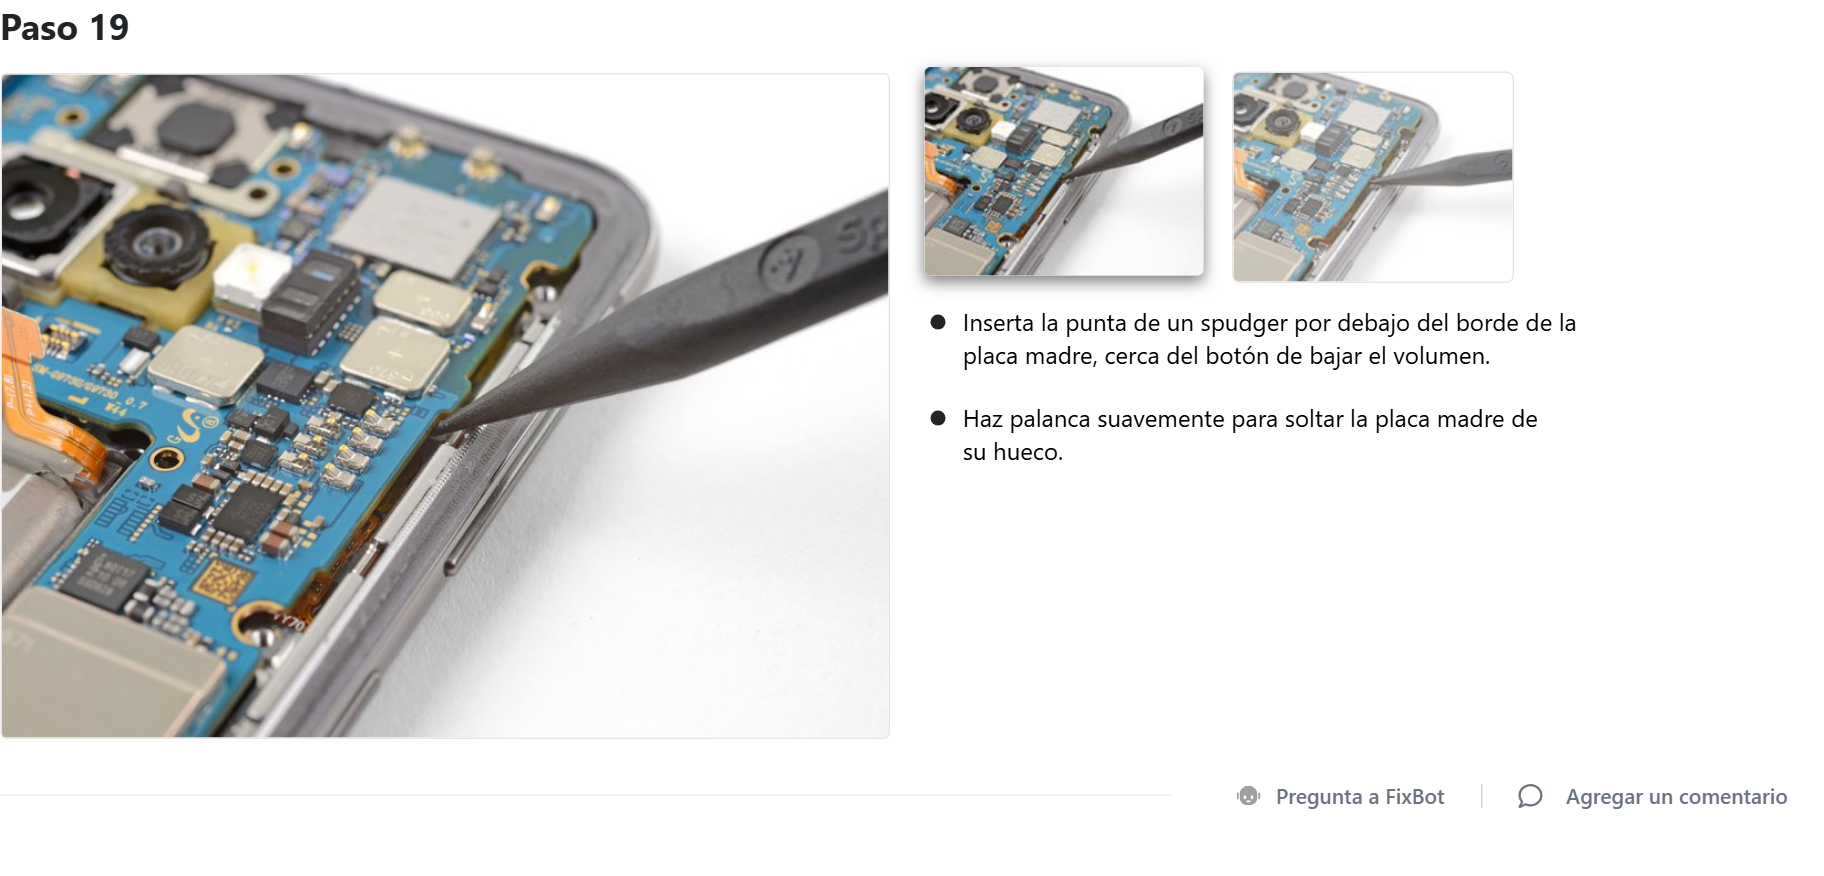 Paso 19
Inserta la punta de un spudger por debajo del borde de la
placa madre, cerca del botón de bajar el volumen.
Haz palanca suavemente para soltar la placa madre de
su hueco.
Pregunta a FixBot
Agregar un comentario